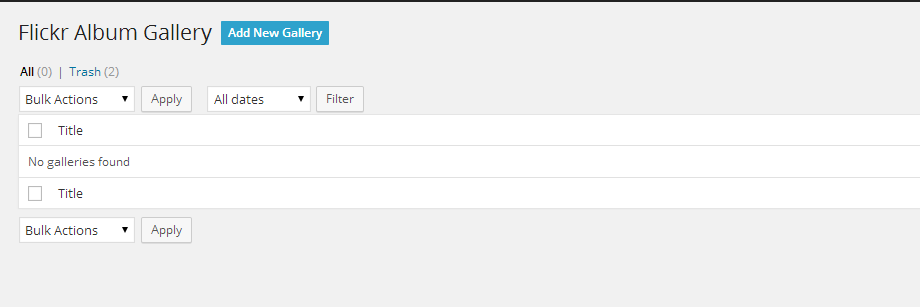 Flickr Album Gallery Add New Gallery
All (0) | Trash (2)
Bulk Actions Apply All dates Filter
Title
No galleries found
Title
Bulk Actions Apply